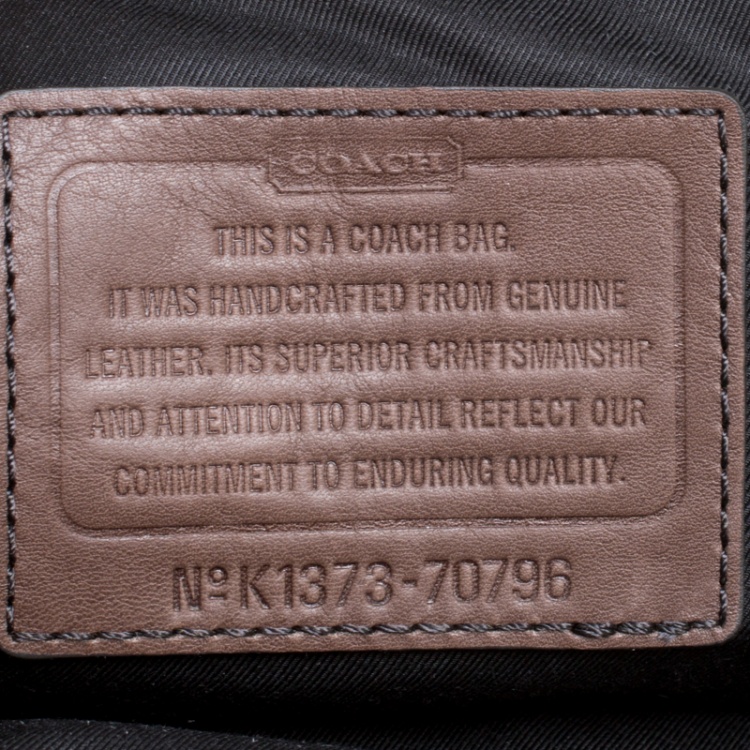 COACH
THIS IS A COACH BAG.
IT WAS HANDCRAFTED FROM GENUINE
LEATHER. ITS SUPERIOR CRAFTSMANSHIP
AND ATTENTION TO DETAIL REFLECT OUR
COMMITMENT TO ENDURING QUALITY.
Nº K1373-70796